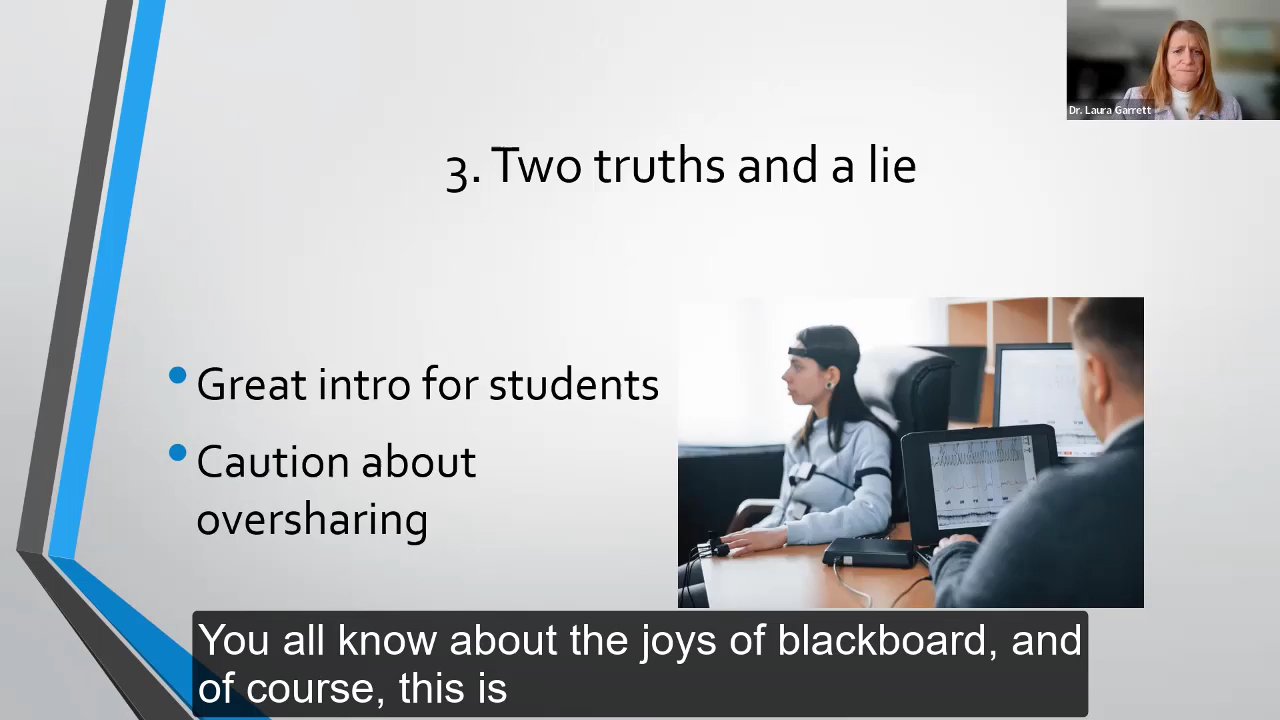 Dr. Laura Garrett
3. Two truths and a lie
Great intro for students
Caution about
oversharing
You all know about the joys of blackboard, and
of course, this is